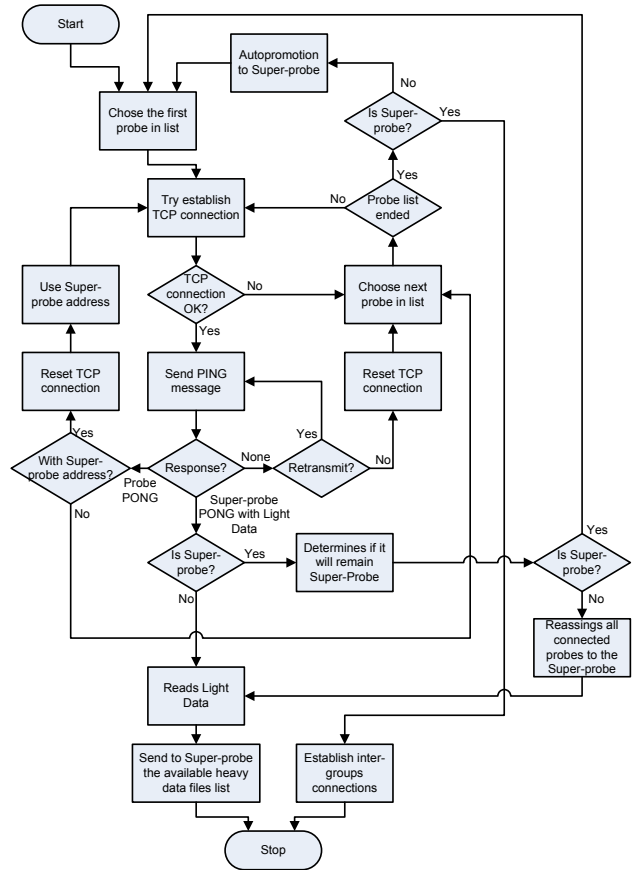 Start
Autopromotion
to Super-probe
No
Is Super-
probe?
Yes
Chose the first
probe in list
Yes
Try establish
TCP connection
No
Probe list
ended
Use Super-
probe address
TCP
connection
OK?
No
Choose next
probe in list
Yes
Reset TCP
connection
Send PING
message
Reset TCP
connection
Yes
Yes
With Super-
probe address?
Probe
PONG
Response?
None
Retransmit?
No
No
Super-probe
PONG with Light
Data
Is Super-
probe?
Yes
Determines if it
will remain
Super-Probe
Yes
Is Super-
probe?
No
No
Reassings all
connected
probes to the
Super-probe
Reads Light
Data
Send to Super-probe
the available heavy
data files list
Establish inter-
groups
connections
Stop